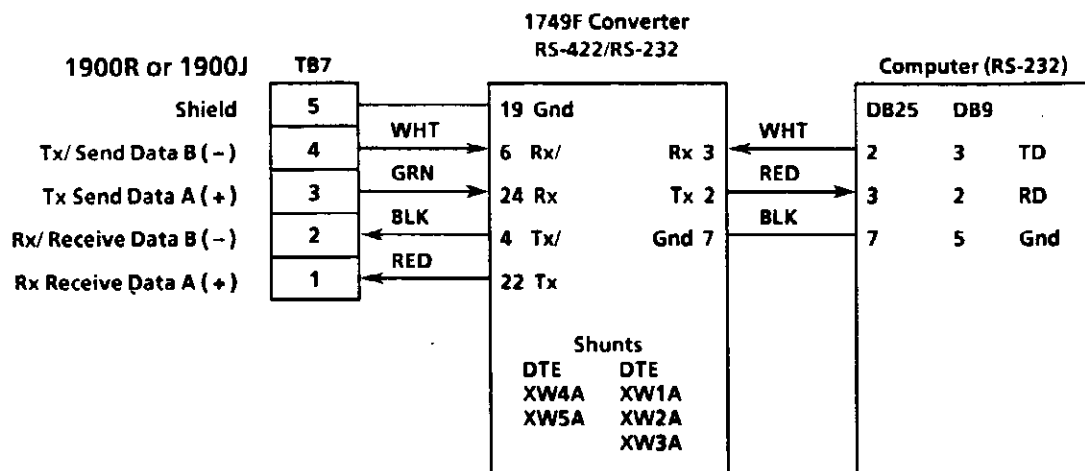 1749F Converter
RS-422/RS-232
1900R or 1900J TB7 Computer (RS-232)
Shield 5 19 Gnd DB25 DB9
WHT WHT
Tx/ Send Data B (−) 4 6 Rx/ Rx 3 2 3 TD
GRN RED
Tx Send Data A (+) 3 24 Rx Tx 2 3 2 RD
BLK BLK
Rx/ Receive Data B (−) 2 4 Tx/ Gnd 7 7 5 Gnd
RED
Rx Receive Data A (+) 1 22 Tx
Shunts
DTE DTE
XW4A XW1A
XW5A XW2A
XW3A